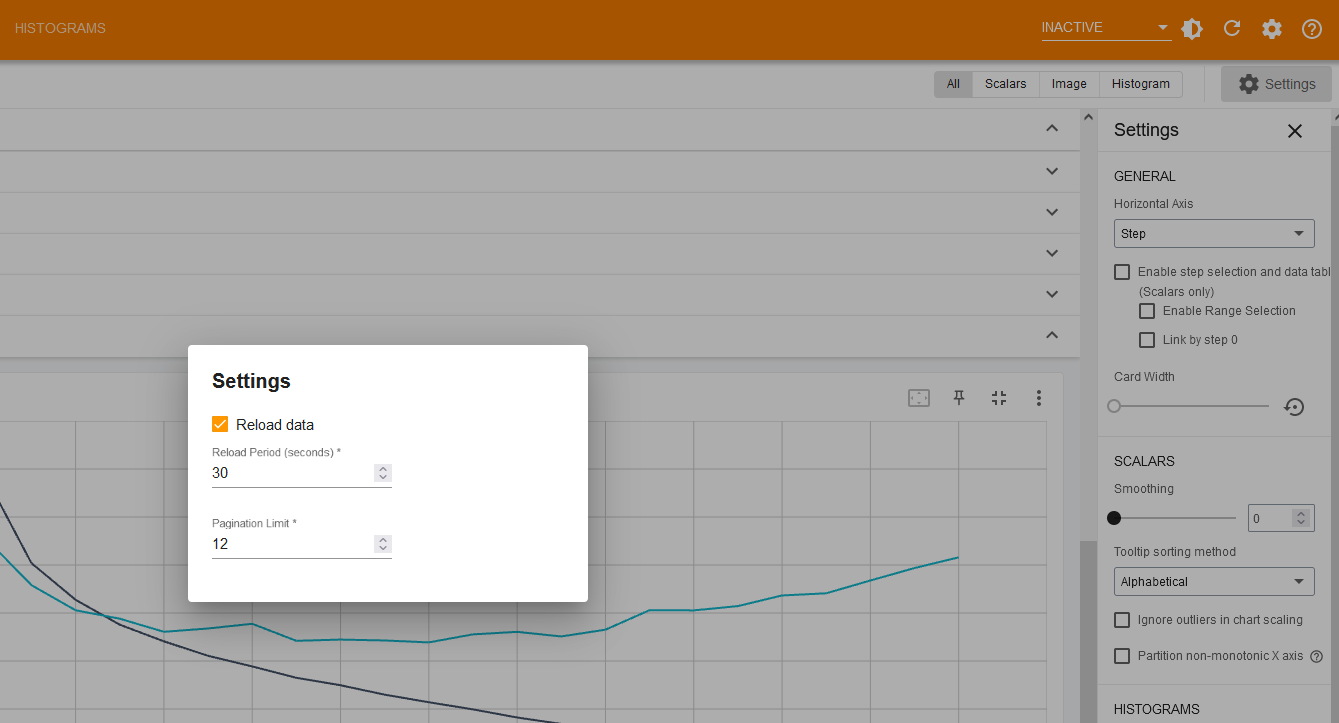 HISTOGRAMS
INACTIVE
All Scalars Image Histogram
Settings
Settings
GENERAL
Horizontal Axis
Step
Enable step selection and data tabl
(Scalars only)
Enable Range Selection
Link by step 0
Card Width
SCALARS
Smoothing
0
Tooltip sorting method
Alphabetical
Ignore outliers in chart scaling
Partition non-monotonic X axis
HISTOGRAMS
Settings
Reload data
Reload Period (seconds) *
30
Pagination Limit *
12